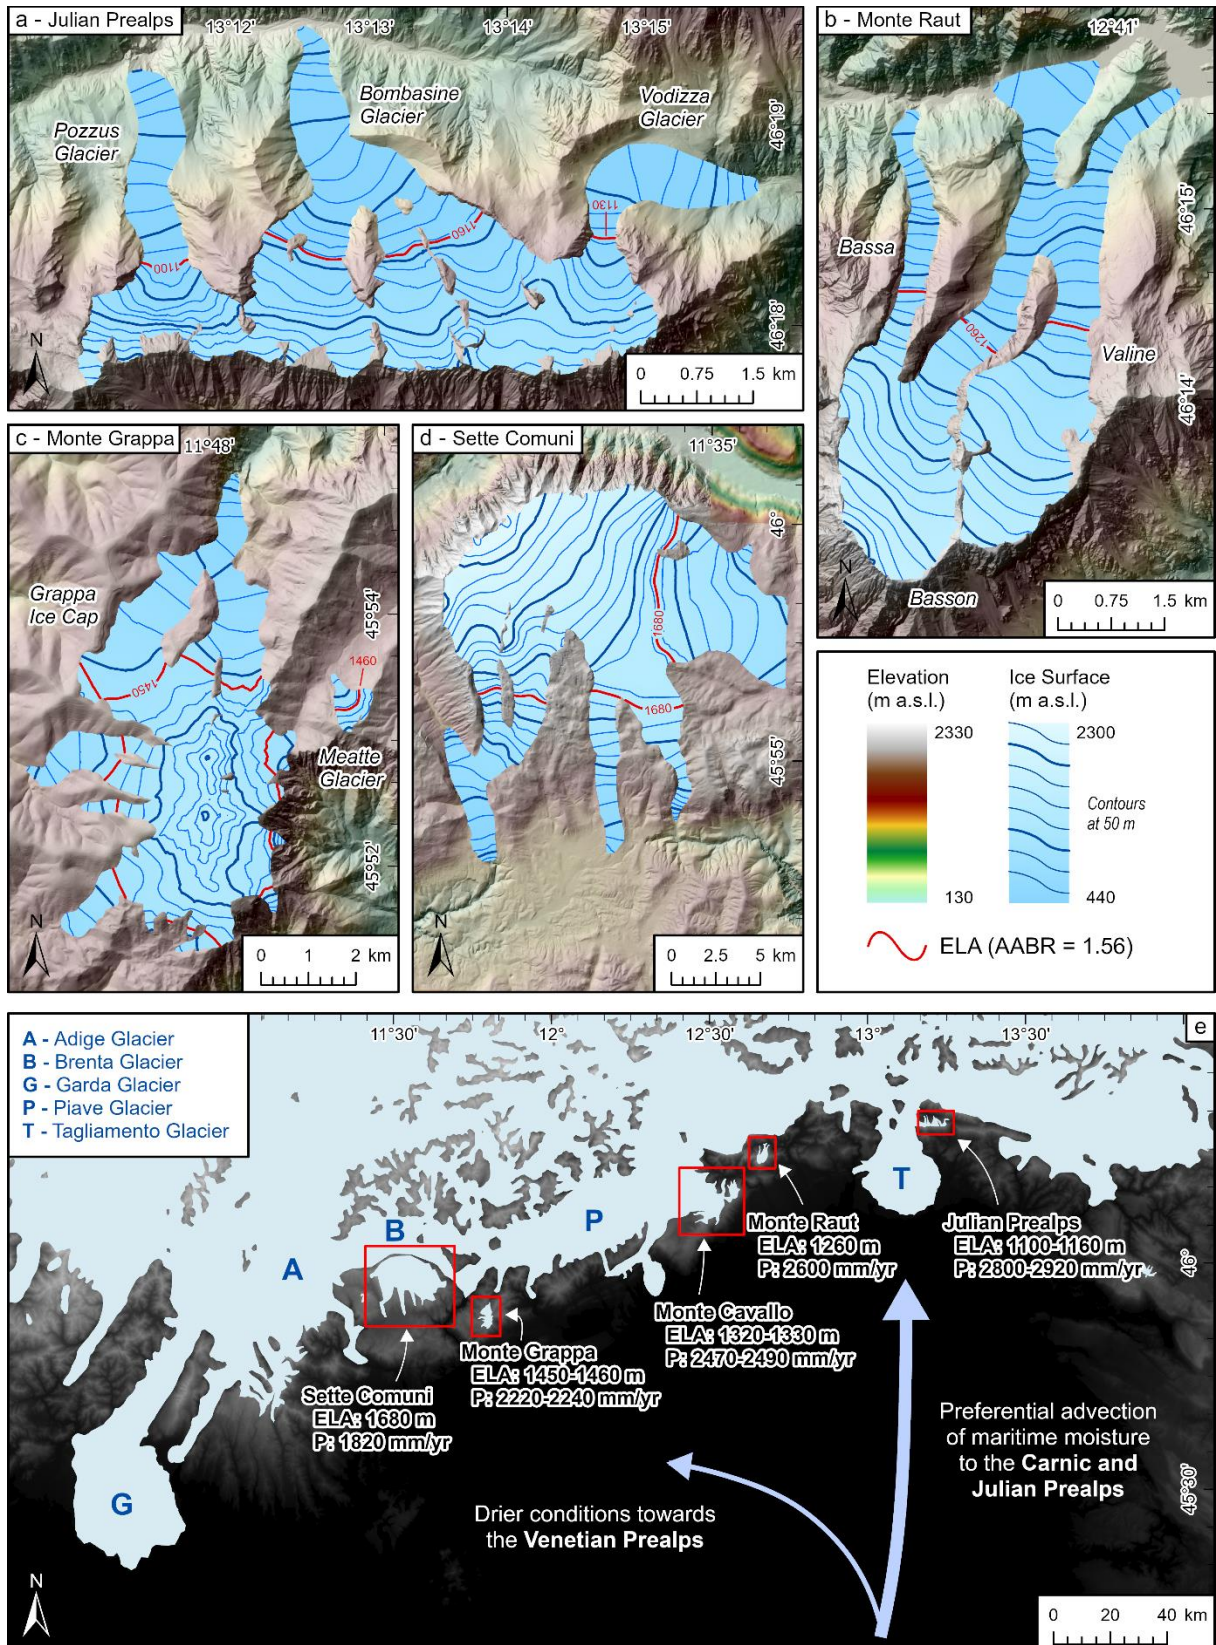 a - Julian Prealps
13°12'
13°13'
13°14'
13°15'
Pozzus
Glacier
Bombasine
Glacier
Vodizza
Glacier
46°19'
46°18'
1100
1160
1130
N
0 0.75 1.5 km
b - Monte Raut
12°41'
46°15'
46°14'
Bassa
Valine
Basson
1260
N
0 0.75 1.5 km
c - Monte Grappa
11°48'
Grappa
Ice Cap
45°54'
1450
1460
Meatte
Glacier
45°52'
N
0 1 2 km
d - Sette Comuni
11°35'
46°
1680
1680
45°55'
N
0 2.5 5 km
Elevation
(m a.s.l.)
2330
130
Ice Surface
(m a.s.l.)
2300
Contours
at 50 m
440
ELA (AABR = 1.56)
e
A - Adige Glacier
B - Brenta Glacier
G - Garda Glacier
P - Piave Glacier
T - Tagliamento Glacier
11°30'
12°
12°30'
13°
13°30'
46°
45°30'
A
B
G
P
T
Monte Raut
ELA: 1260 m
P: 2600 mm/yr
Julian Prealps
ELA: 1100-1160 m
P: 2800-2920 mm/yr
Monte Cavallo
ELA: 1320-1330 m
P: 2470-2490 mm/yr
Monte Grappa
ELA: 1450-1460 m
P: 2220-2240 mm/yr
Sette Comuni
ELA: 1680 m
P: 1820 mm/yr
Preferential advection
of maritime moisture
to the Carnic and
Julian Prealps
Drier conditions towards
the Venetian Prealps
N
0 20 40 km